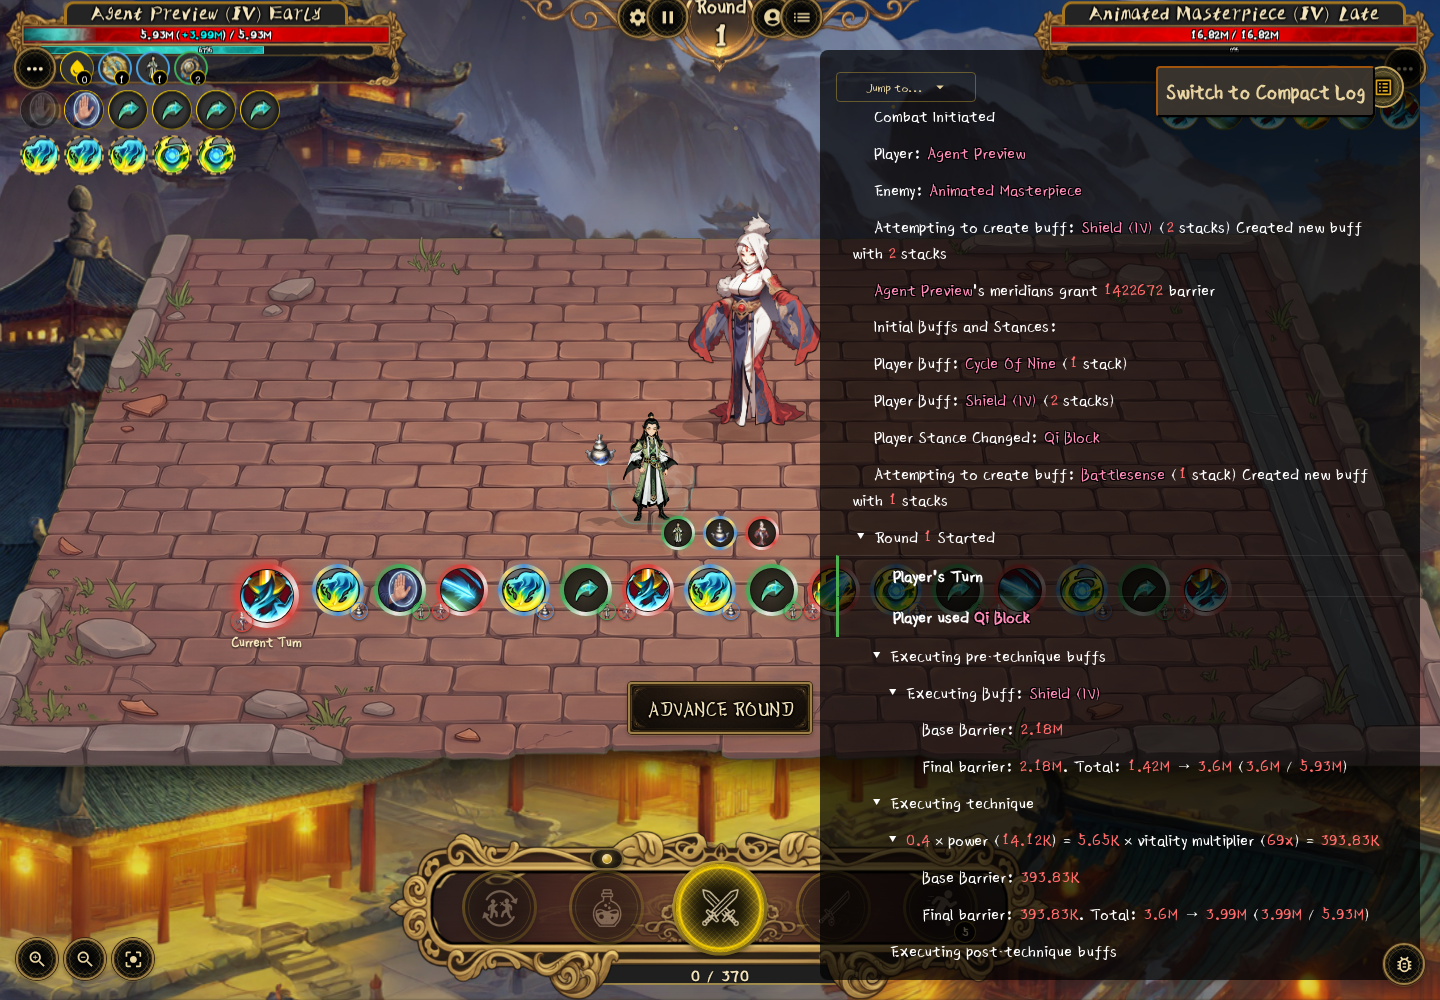 Agent Preview (IV) Early
5.93M (+3.99M) / 5.93M
67%
0
1
1
2
Round
1
Animated Masterpiece (IV) Late
16.82M / 16.82M
0%
Jump to...
Switch to Compact Log
Combat Initiated
Player: Agent Preview
Enemy: Animated Masterpiece
Attempting to create buff: Shield (IV) (2 stacks) Created new buff
with 2 stacks
Agent Preview's meridians grant 1422672 barrier
Initial Buffs and Stances:
Player Buff: Cycle Of Nine (1 stack)
Player Buff: Shield (IV) (2 stacks)
Player Stance Changed: Qi Block
Attempting to create buff: Battlesense (1 stack) Created new buff
with 1 stacks
Round 1 Started
Player's Turn
Player used Qi Block
Executing pre-technique buffs
Executing Buff: Shield (IV)
Base Barrier: 2.18M
Final barrier: 2.18M. Total: 1.42M → 3.6M (3.6M / 5.93M)
Executing technique
0.4 x power (14.12K) = 5.65K x vitality multiplier (69x) = 393.83K
Base Barrier: 393.83K
Final barrier: 393.83K. Total: 3.6M → 3.99M (3.99M / 5.93M)
Executing post-technique buffs
Current Turn
ADVANCE ROUND
5
0 / 370